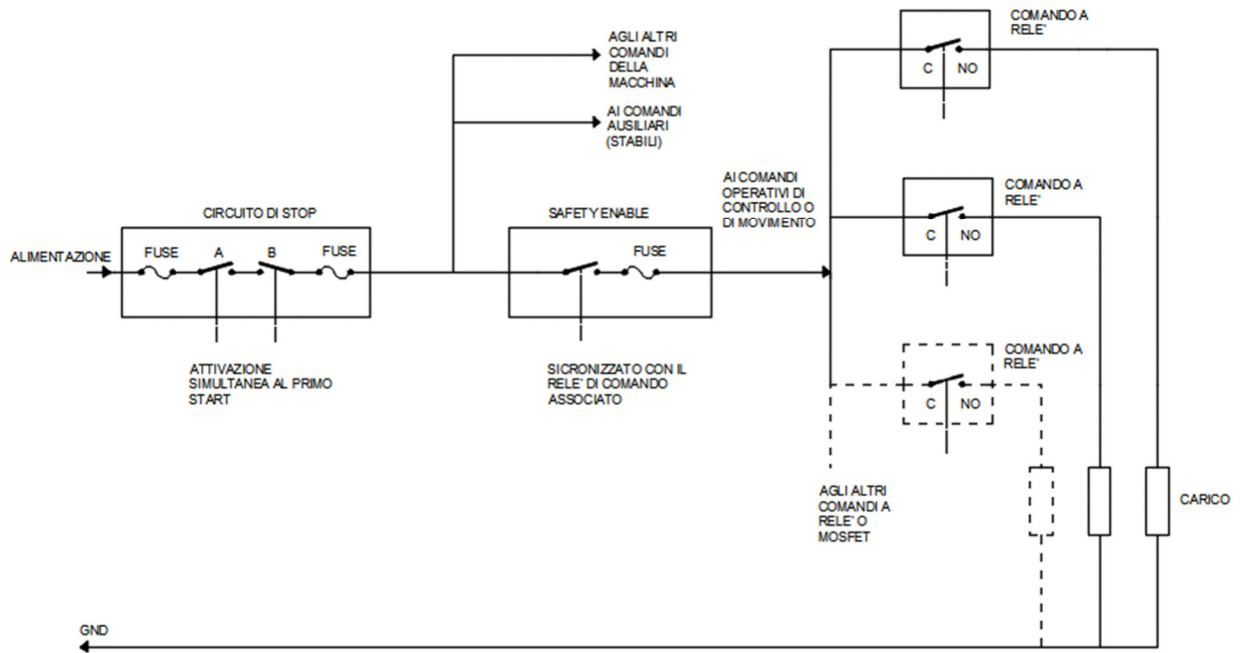 COMANDO A
RELE'
AGLI ALTRI
COMANDI
DELLA
MACCHINA
C NO
AI COMANDI
AUSILIARI
(STABILI)
AI COMANDI
OPERATIVI DI
CONTROLLO O
DI MOVIMENTO
COMANDO A
RELE'
CIRCUITO DI STOP
SAFETY ENABLE
C NO
ALIMENTAZIONE
FUSE A B FUSE
FUSE
ATTIVAZIONE
SIMULTANEA AL PRIMO
START
SICRONIZZATO CON IL
RELE' DI COMANDO
ASSOCIATO
COMANDO A
RELE'
C NO
AGLI ALTRI
COMANDI A
RELE' O
MOSFET
CARICO
GND